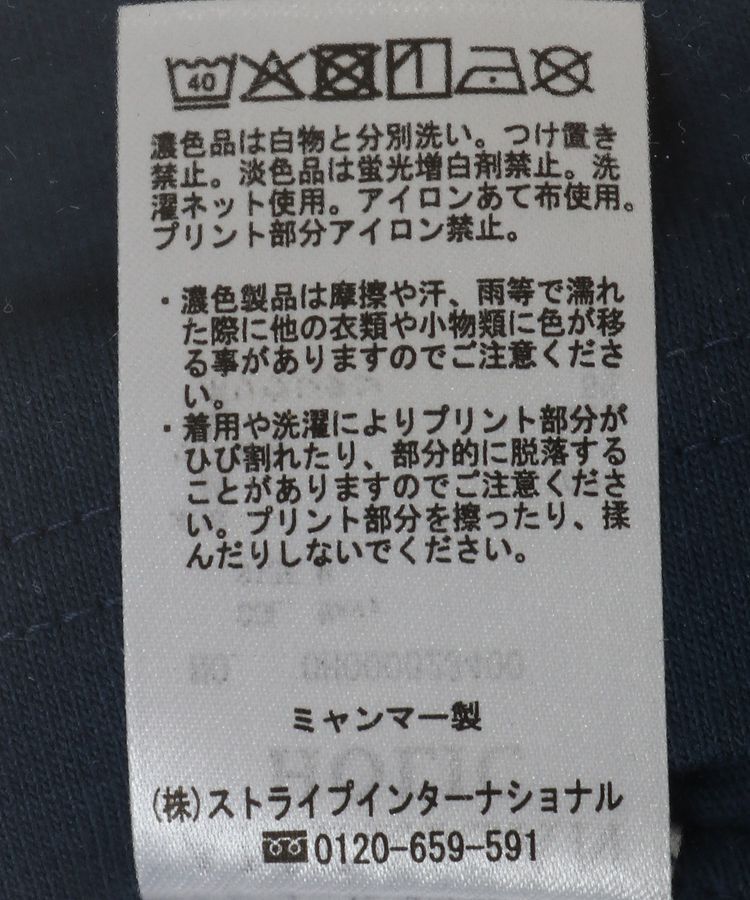 40
濃色品は白物と分別洗い。つけ置き
禁止。淡色品は蛍光増白剤禁止。洗
濯ネット使用。アイロンあて布使用。
プリント部分アイロン禁止。
・濃色製品は摩擦や汗、雨等で濡れ
た際に他の衣類や小物類に色が移
る事がありますのでご注意くださ
い。
・着用や洗濯によりプリント部分が
ひび割れたり、部分的に脱落する
ことがありますのでご注意くださ
い。プリント部分を擦ったり、揉
んだりしないでください。
ミャンマー製
(株)ストライプインターナショナル
0120-659-591